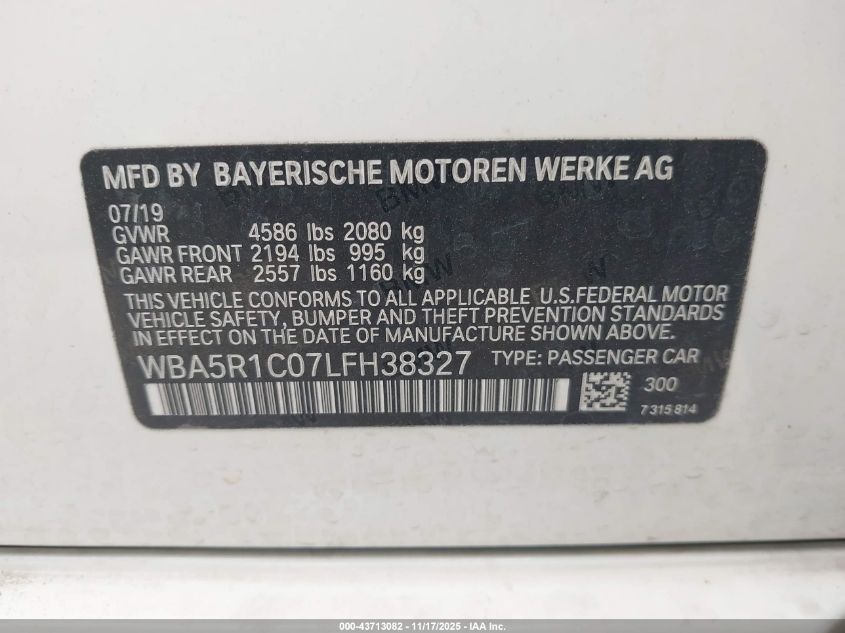 MFD BY BAYERISCHE MOTOREN WERKE AG
07/19
GVWR 4586 lbs 2080 kg
GAWR FRONT 2194 lbs 995 kg
GAWR REAR 2557 lbs 1160 kg
THIS VEHICLE CONFORMS TO ALL APPLICABLE U.S.FEDERAL MOTOR
VEHICLE SAFETY, BUMPER AND THEFT PREVENTION STANDARDS
IN EFFECT ON THE DATE OF MANUFACTURE SHOWN ABOVE.
WBA5R1C07LFH38327 TYPE: PASSENGER CAR
300
7 315 814
000-43713082 - 11/17/2025 - IAA Inc.